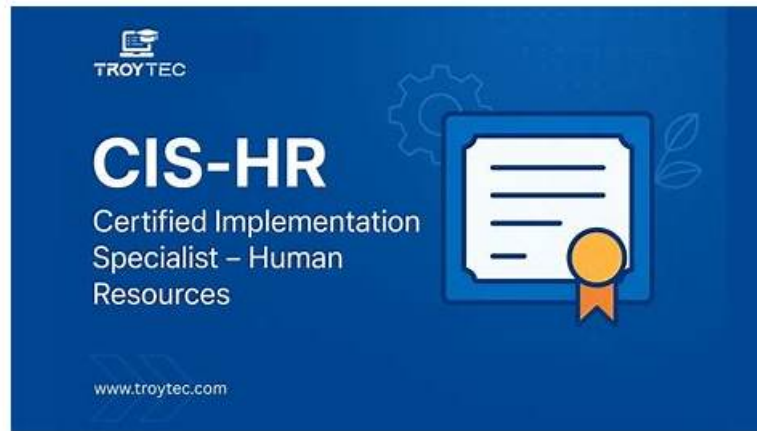 TROYTEC
CIS-HR
Certified Implementation
Specialist – Human
Resources
www.troytec.com